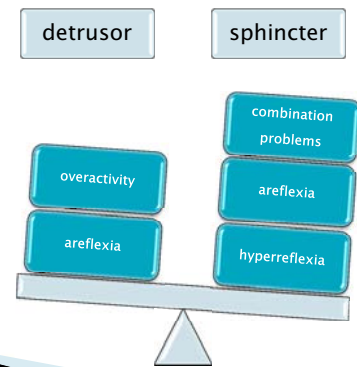 detrusor
sphincter
overactivity
areflexia
combination
problems
areflexia
hyperreflexia